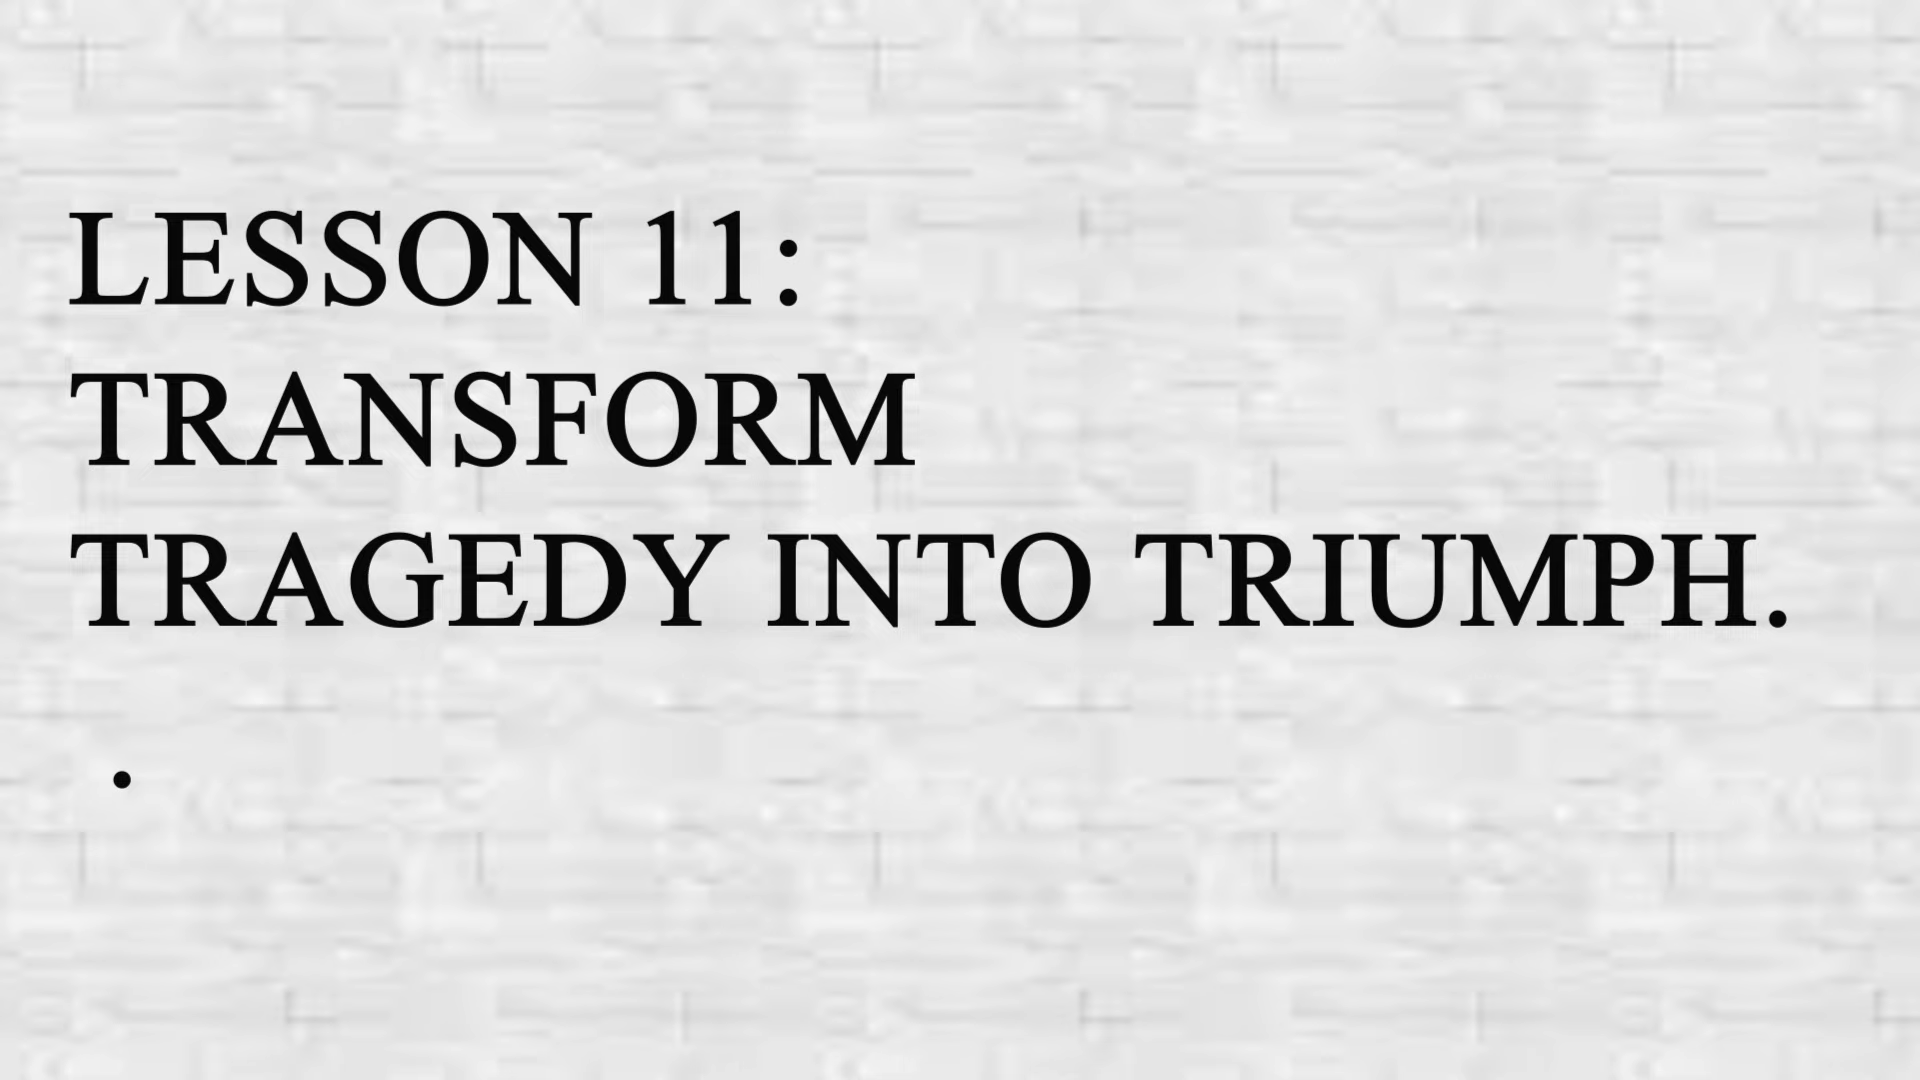 LESSON 11:
TRANSFORM
TRAGEDY INTO TRIUMPH.
.